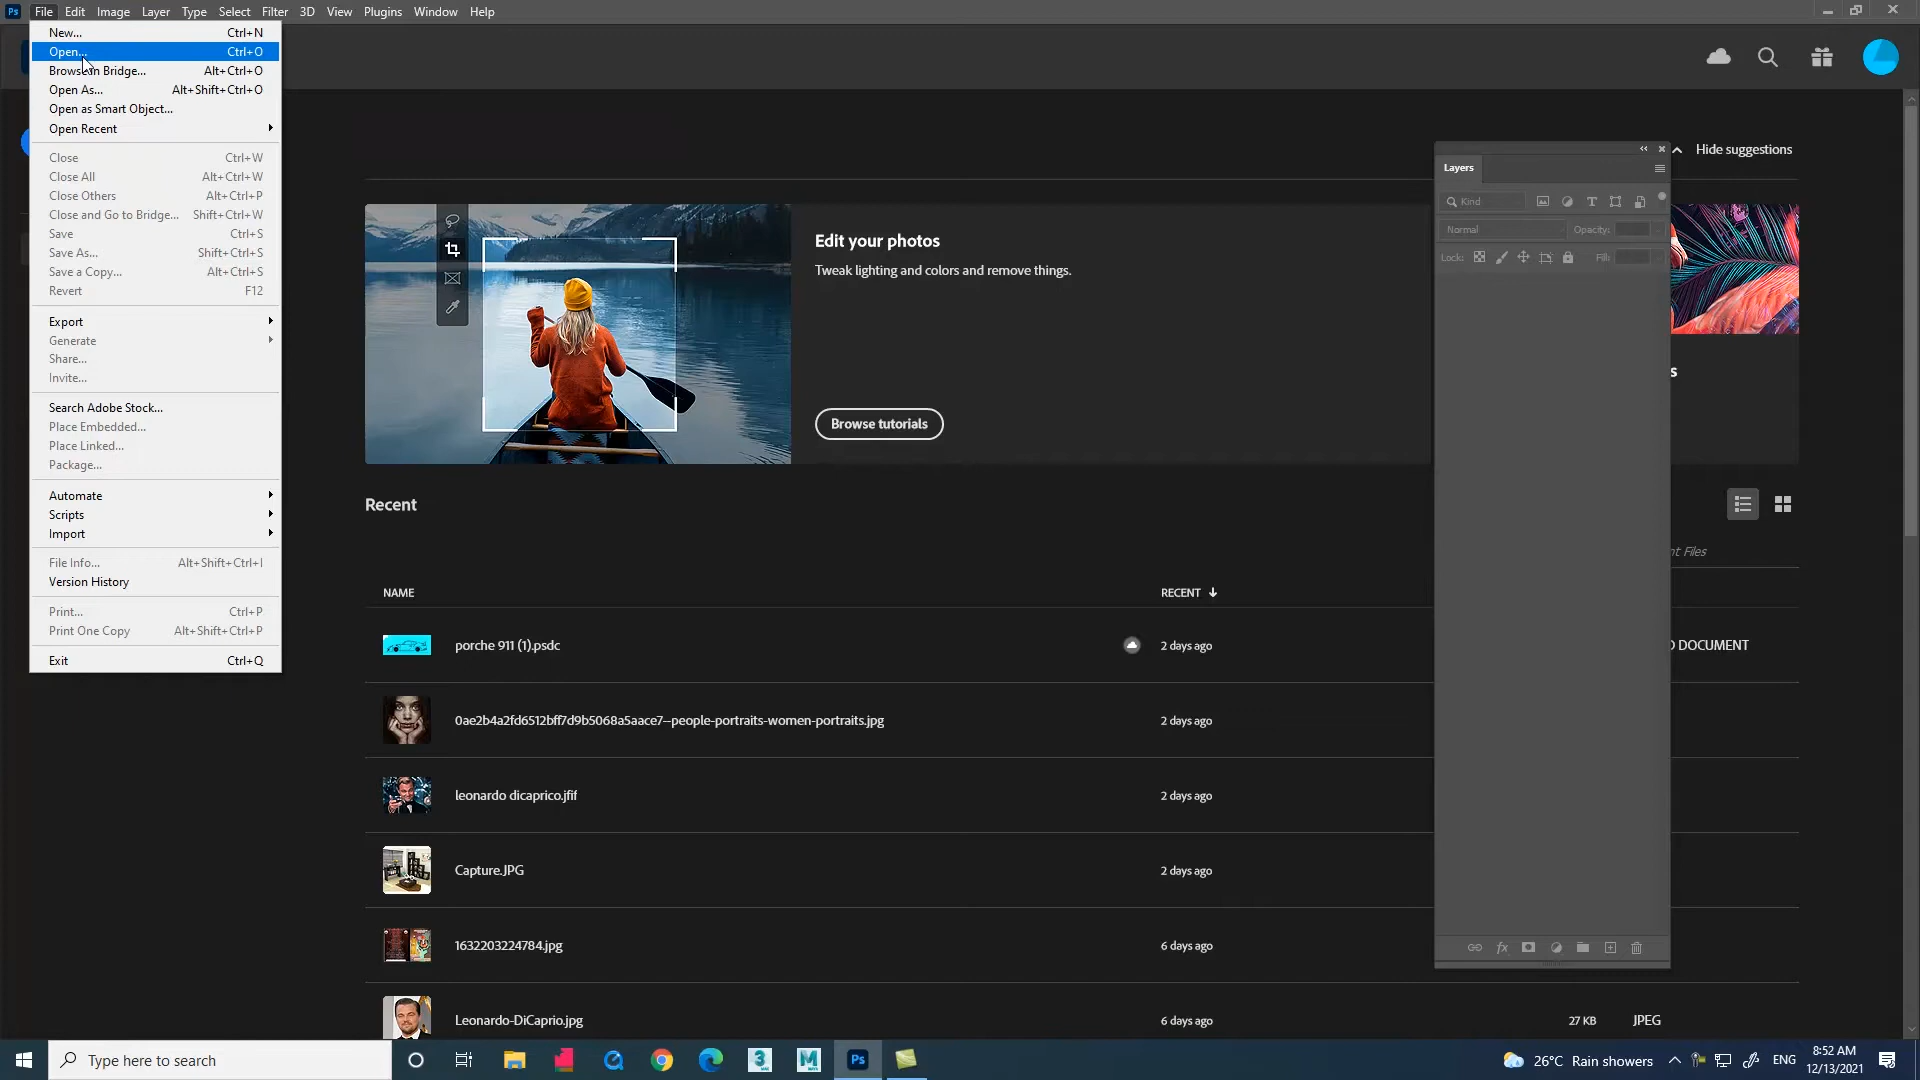 Ps File Edit Image Layer Type Select Filter 3D View Plugins Window Help
New... Ctrl+N
Open... Ctrl+O
Browse in Bridge... Alt+Ctrl+O
Open As... Alt+Shift+Ctrl+O
Open as Smart Object...
Open Recent
Close Ctrl+W
Close All Alt+Ctrl+W
Close Others Alt+Ctrl+P
Close and Go to Bridge... Shift+Ctrl+W
Save Ctrl+S
Save As... Shift+Ctrl+S
Save a Copy... Alt+Ctrl+S
Revert F12
Export
Generate
Share...
Invite...
Search Adobe Stock...
Place Embedded...
Place Linked...
Package...
Automate
Scripts
Import
File Info... Alt+Shift+Ctrl+I
Version History
Print... Ctrl+P
Print One Copy Alt+Shift+Ctrl+P
Exit Ctrl+Q
Hide suggestions
Edit your photos
Tweak lighting and colors and remove things.
Browse tutorials
Layers
Kind
Normal Opacity:
Lock: Fill:
s
Recent
nt Files
NAME RECENT
porche 911 (1).psdc 2 days ago D DOCUMENT
0ae2b4a2fd6512bff7d9b5068a5aace7--people-portraits-women-portraits.jpg 2 days ago
leonardo dicaprico.jfif 2 days ago
Capture.JPG 2 days ago
1632203224784.jpg 6 days ago
Leonardo-DiCaprio.jpg 6 days ago 27 KB JPEG
Type here to search
3
M
Ps
26°C Rain showers
ENG
8:52 AM
12/13/2021